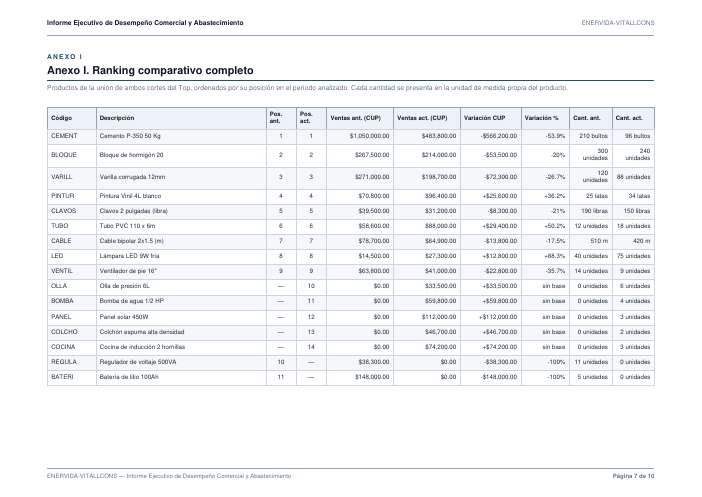 Informe Ejecutivo de Desempeño Comercial y Abastecimiento ENERVIDA-VITALLCONS
ANEXO I
Anexo I. Ranking comparativo completo
Productos de la unión de ambos cortes del Top, ordenados por su posición en el período analizado. Cada cantidad se presenta en la unidad de medida propia del producto.
Código Descripción Pos. ant. Pos. act. Ventas ant. (CUP) Ventas act. (CUP) Variación CUP Variación % Cant. ant. Cant. act.
CEMENT Cemento P-350 50 Kg 1 1 $1,050,000.00 $483,800.00 -$566,200.00 -53.9% 210 bultos 96 bultos
BLOQUE Bloque de hormigón 20 2 2 $267,500.00 $214,000.00 -$53,500.00 -20% 300 unidades 240 unidades
VARILL Varilla corrugada 12mm 3 3 $271,000.00 $198,700.00 -$72,300.00 -26.7% 120 unidades 88 unidades
PINTUR Pintura Vinil 4L blanco 4 4 $70,800.00 $96,400.00 +$25,600.00 +36.2% 25 latas 34 latas
CLAVOS Clavos 2 pulgadas (libra) 5 5 $39,500.00 $31,200.00 -$8,300.00 -21% 190 libras 150 libras
TUBO Tubo PVC 110 x 6m 6 6 $58,600.00 $88,000.00 +$29,400.00 +50.2% 12 unidades 18 unidades
CABLE Cable bipolar 2x1.5 (m) 7 7 $78,700.00 $64,900.00 -$13,800.00 -17.5% 510 m 420 m
LED Lámpara LED 9W fría 8 8 $14,500.00 $27,300.00 +$12,800.00 +88.3% 40 unidades 75 unidades
VENTIL Ventilador de pie 16" 9 9 $63,800.00 $41,000.00 -$22,800.00 -35.7% 14 unidades 9 unidades
OLLA Olla de presión 6L — 10 $0.00 $33,500.00 +$33,500.00 sin base 0 unidades 6 unidades
BOMBA Bomba de agua 1/2 HP — 11 $0.00 $59,800.00 +$59,800.00 sin base 0 unidades 4 unidades
PANEL Panel solar 450W — 12 $0.00 $112,000.00 +$112,000.00 sin base 0 unidades 3 unidades
COLCHO Colchón espuma alta densidad — 13 $0.00 $46,700.00 +$46,700.00 sin base 0 unidades 2 unidades
COCINA Cocina de inducción 2 hornillas — 14 $0.00 $74,200.00 +$74,200.00 sin base 0 unidades 3 unidades
REGULA Regulador de voltaje 500VA 10 — $38,300.00 $0.00 -$38,300.00 -100% 11 unidades 0 unidades
BATERI Batería de litio 100Ah 11 — $148,000.00 $0.00 -$148,000.00 -100% 5 unidades 0 unidades
ENERVIDA-VITALLCONS — Informe Ejecutivo de Desempeño Comercial y Abastecimiento Página 7 de 10